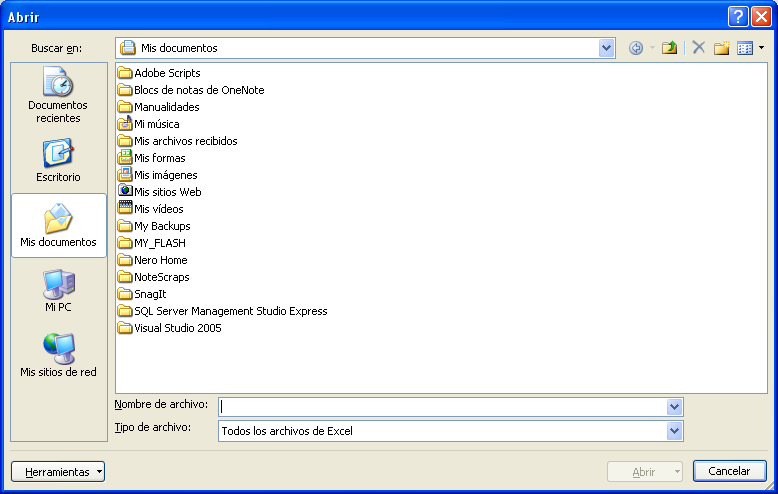 Abrir
Buscar en:
Mis documentos
Documentos
recientes
Escritorio
Mis documentos
Mi PC
Mis sitios de red
Adobe Scripts
Blocs de notas de OneNote
Manualidades
Mi música
Mis archivos recibidos
Mis formas
Mis imágenes
Mis sitios Web
Mis vídeos
My Backups
MY_FLASH
Nero Home
NoteScraps
SnagIt
SQL Server Management Studio Express
Visual Studio 2005
Nombre de archivo:
Tipo de archivo:
Todos los archivos de Excel
Herramientas
Abrir
Cancelar